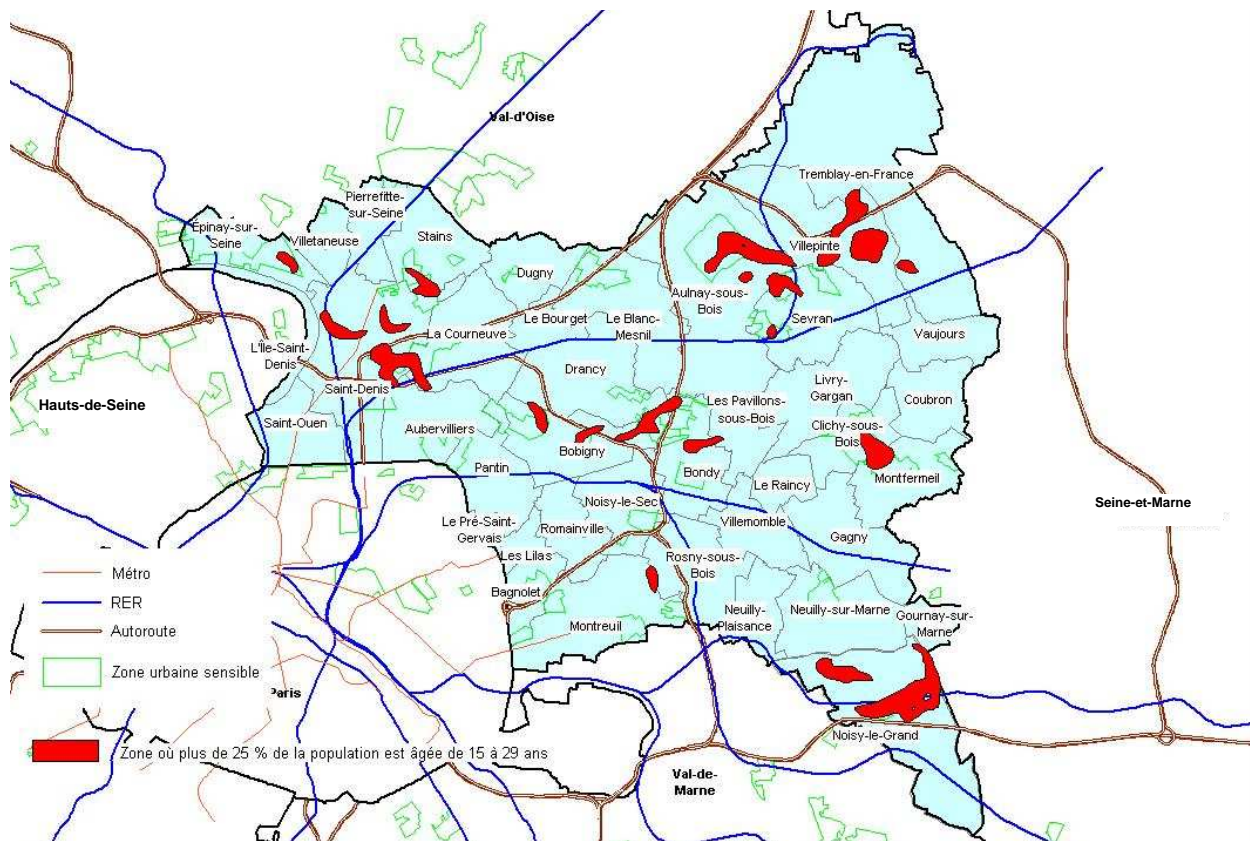 Val-d'Oise
Tremblay-en-France
Pierrefitte-
sur-Seine
Épinay-sur-
Seine
Villetaneuse
Stains
Villepinte
Dugny
Aulnay-sous-
Bois
Le Bourget
Le Blanc-
Mesnil
Sevran
La Courneuve
Vaujours
L'Île-Saint-
Denis
Drancy
Saint-Denis
Livry-
Gargan
Hauts-de-Seine
Les Pavillons-
sous-Bois
Coubron
Saint-Ouen
Aubervilliers
Clichy-sous-
Bois
Bobigny
Pantin
Bondy
Montfermeil
Le Raincy
Noisy-le-Sec
Seine-et-Marne
Le Pré-Saint-
Gervais
Romainville
Villemomble
Gagny
Les Lilas
Rosny-sous-
Bois
Bagnolet
Neuilly-
Plaisance
Neuilly-sur-Marne
Gournay-sur-
Marne
Montreuil
Métro
RER
Autoroute
Zone urbaine sensible
Paris
Noisy-le-Grand
Zone où plus de 25 % de la population est âgée de 15 à 29 ans
Val-de-
Marne